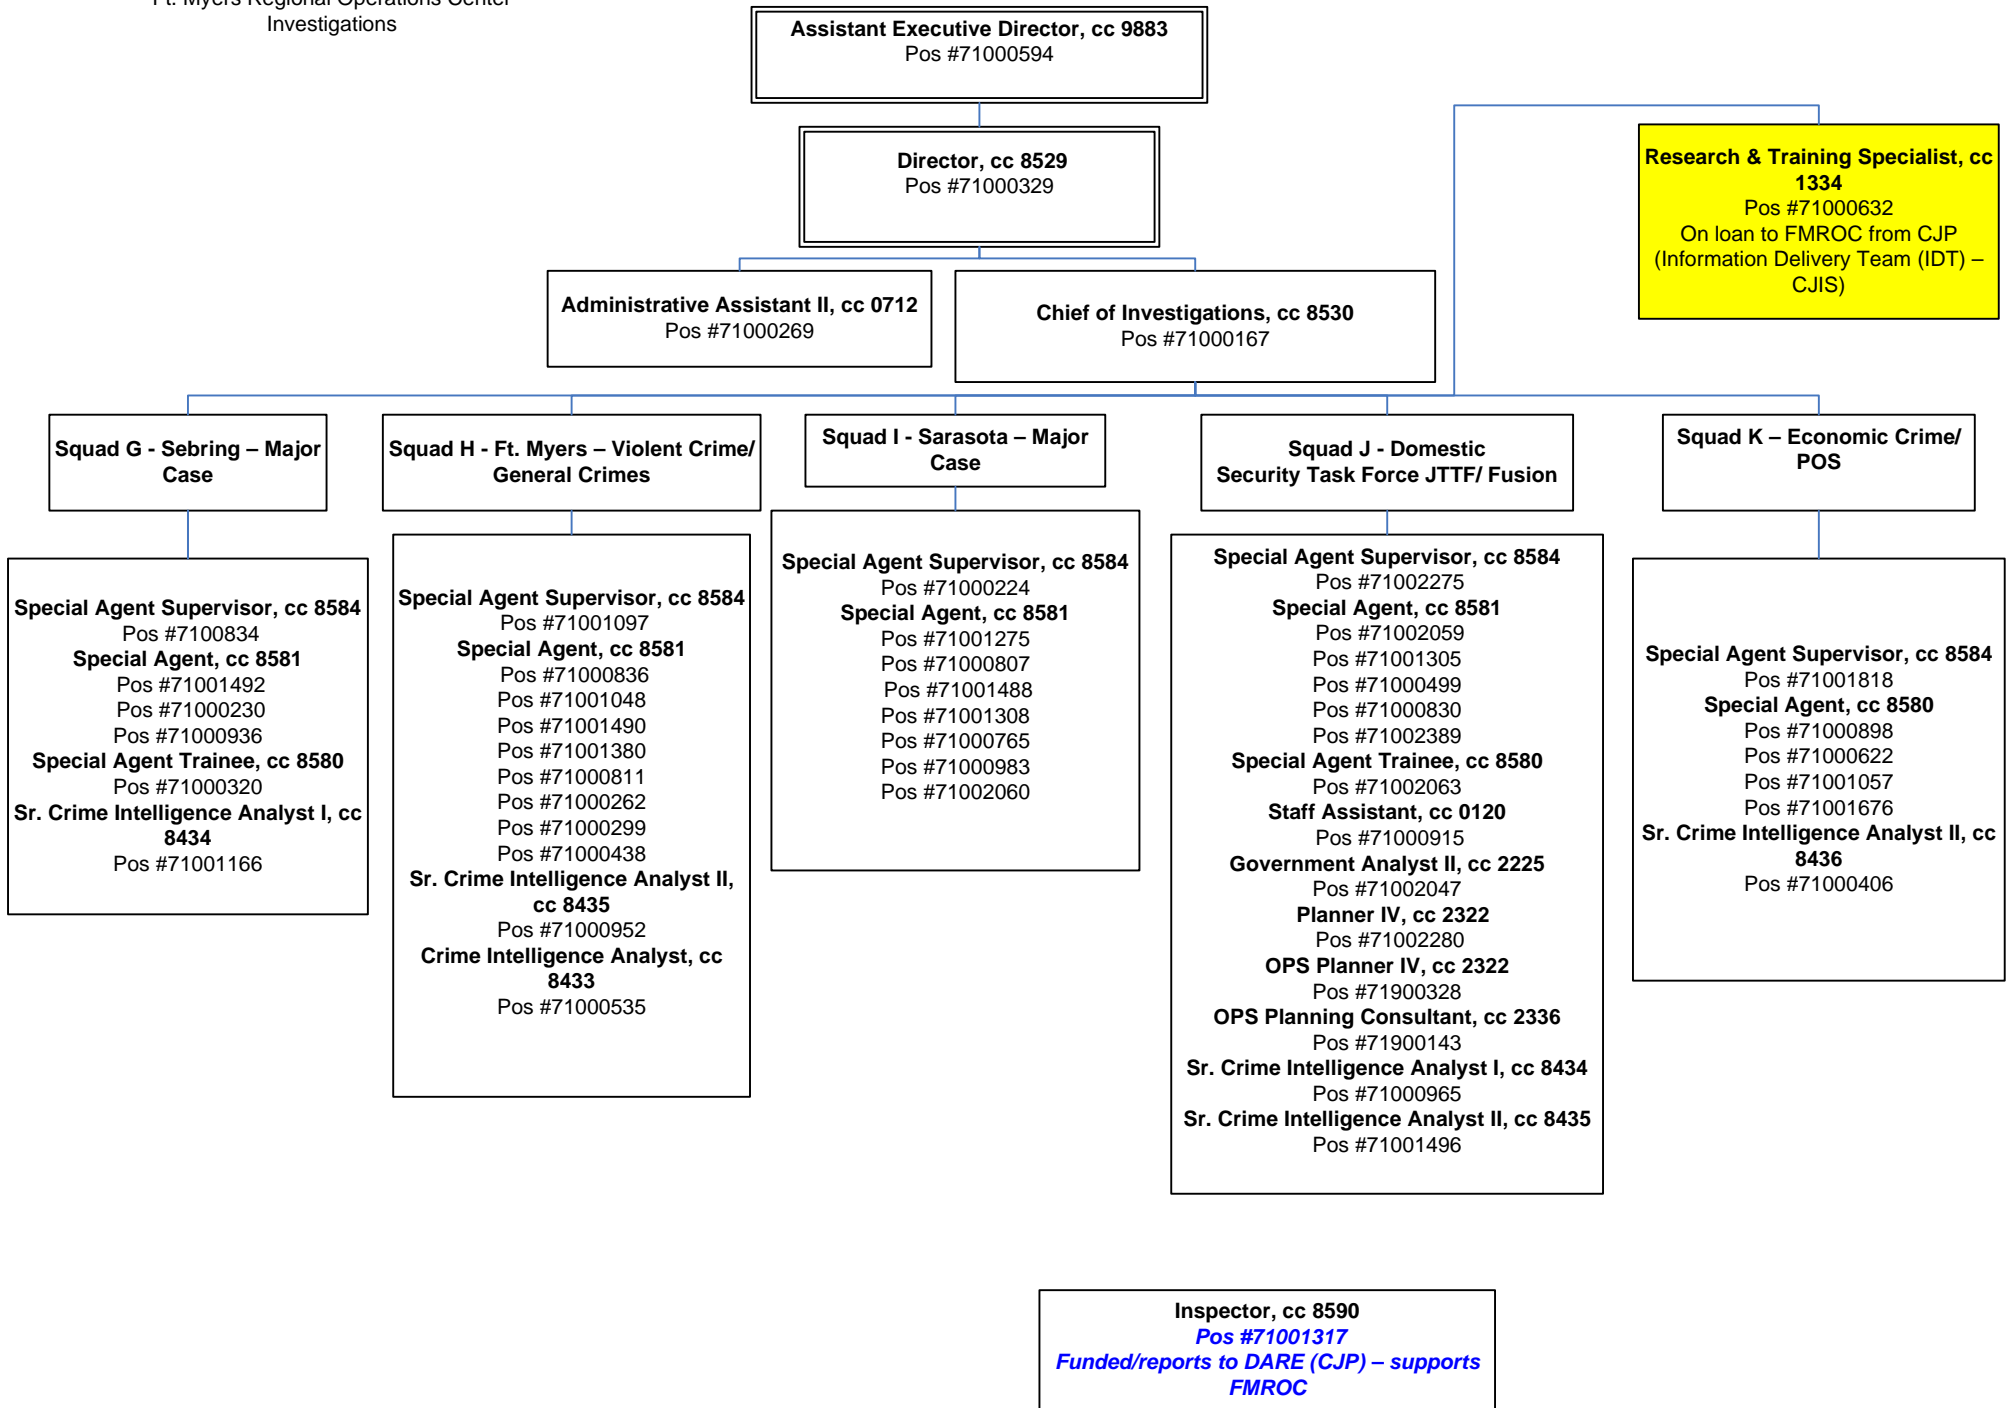 Ft. Myers Regional Operations Center
Investigations
Assistant Executive Director, cc 9883
Pos #71000594
Director, cc 8529
Pos #71000329
Research & Training Specialist, cc
1334
Pos #71000632
On loan to FMROC from CJP
(Information Delivery Team (IDT) –
CJIS)
Administrative Assistant II, cc 0712
Pos #71000269
Chief of Investigations, cc 8530
Pos #71000167
Squad G - Sebring – Major
Case
Special Agent Supervisor, cc 8584
Pos #7100834
Special Agent, cc 8581
Pos #71001492
Pos #71000230
Pos #71000936
Special Agent Trainee, cc 8580
Pos #71000320
Sr. Crime Intelligence Analyst I, cc
8434
Pos #71001166
Squad H - Ft. Myers – Violent Crime/
General Crimes
Special Agent Supervisor, cc 8584
Pos #71001097
Special Agent, cc 8581
Pos #71000836
Pos #71001048
Pos #71001490
Pos #71001380
Pos #71000811
Pos #71000262
Pos #71000299
Pos #71000438
Sr. Crime Intelligence Analyst II,
cc 8435
Pos #71000952
Crime Intelligence Analyst, cc
8433
Pos #71000535
Squad I - Sarasota – Major
Case
Special Agent Supervisor, cc 8584
Pos #71000224
Special Agent, cc 8581
Pos #71001275
Pos #71000807
Pos #71001488
Pos #71001308
Pos #71000765
Pos #71000983
Pos #71002060
Squad J - Domestic
Security Task Force JTTF/ Fusion
Special Agent Supervisor, cc 8584
Pos #71002275
Special Agent, cc 8581
Pos #71002059
Pos #71001305
Pos #71000499
Pos #71000830
Pos #71002389
Special Agent Trainee, cc 8580
Pos #71002063
Staff Assistant, cc 0120
Pos #71000915
Government Analyst II, cc 2225
Pos #71002047
Planner IV, cc 2322
Pos #71002280
OPS Planner IV, cc 2322
Pos #71900328
OPS Planning Consultant, cc 2336
Pos #71900143
Sr. Crime Intelligence Analyst I, cc 8434
Pos #71000965
Sr. Crime Intelligence Analyst II, cc 8435
Pos #71001496
Squad K – Economic Crime/
POS
Special Agent Supervisor, cc 8584
Pos #71001818
Special Agent, cc 8580
Pos #71000898
Pos #71000622
Pos #71001057
Pos #71001676
Sr. Crime Intelligence Analyst II, cc
8436
Pos #71000406
Inspector, cc 8590
Pos #71001317
Funded/reports to DARE (CJP) – supports
FMROC